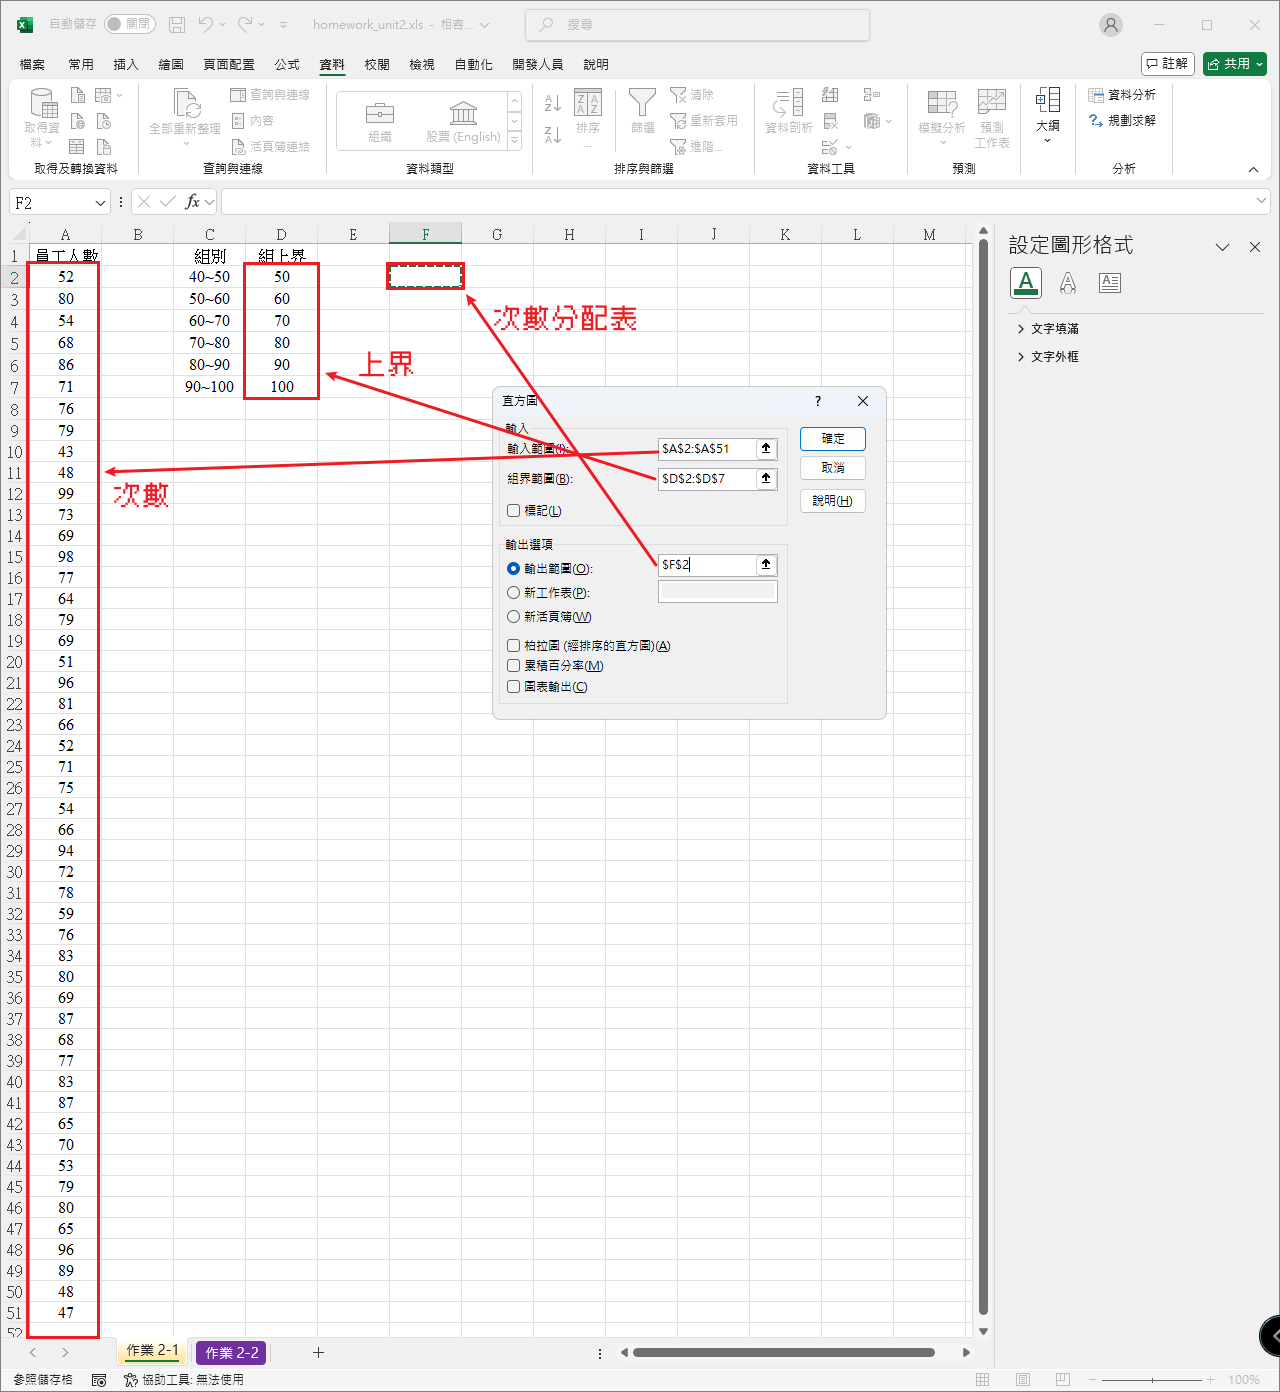 自動儲存 關閉 homework_unit2.xls - 相容... 搜尋
檔案 常用 插入 繪圖 頁面配置 公式 資料 校閱 檢視 自動化 開發人員 說明 註解 共用
取得資料 全部重新整理 查詢與連線 內容 活頁簿連結 組織 股票 (English) 排序... 篩選 清除 重新套用 進階... 資料剖析 模擬分析 預測工作表 大綱 資料分析 規劃求解
取得及轉換資料 查詢與連線 資料類型 排序與篩選 資料工具 預測 分析
F2 fx
A B C D E F G H I J K L M
1 員工人數 組別 組上界
2 52 40~50 50
3 80 50~60 60
4 54 60~70 70
5 68 70~80 80
6 86 80~90 90
7 71 90~100 100
8 76
9 79
10 43
11 48
12 99
13 73
14 69
15 98
16 77
17 64
18 79
19 69
20 51
21 96
22 81
23 66
24 52
25 71
26 75
27 54
28 66
29 94
30 72
31 78
32 59
33 76
34 83
35 80
36 69
37 87
38 68
39 77
40 83
41 87
42 65
43 70
44 53
45 79
46 80
47 65
48 96
49 89
50 48
51 47
52
次數分配表
上界
次數
直方圖 ?
輸入
輸入範圍(I): $A$2:$A$51
組界範圍(B): $D$2:$D$7
標記(L)
輸出選項
輸出範圍(O): $F$2
新工作表(P):
新活頁簿(W)
柏拉圖 (經排序的直方圖)(A)
累積百分率(M)
圖表輸出(C)
確定
取消
說明(H)
設定圖形格式
A A
文字填滿
文字外框
作業 2-1 作業 2-2
參照儲存格 協助工具: 無法使用 100%